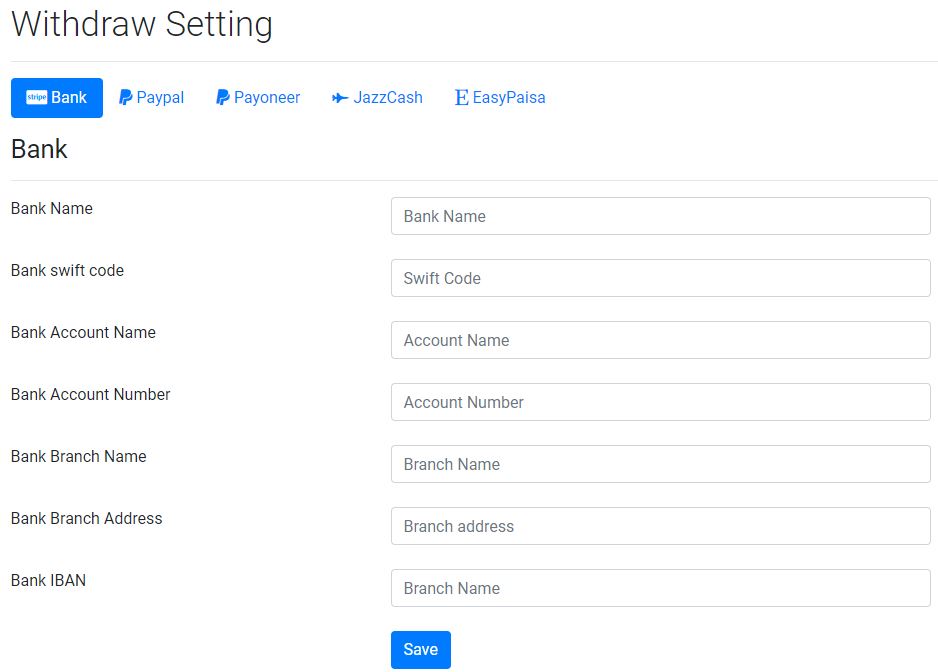 Withdraw Setting
stripe Bank Paypal Payoneer JazzCash E EasyPaisa
Bank
Bank Name Bank Name
Bank swift code Swift Code
Bank Account Name Account Name
Bank Account Number Account Number
Bank Branch Name Branch Name
Bank Branch Address Branch address
Bank IBAN Branch Name
Save